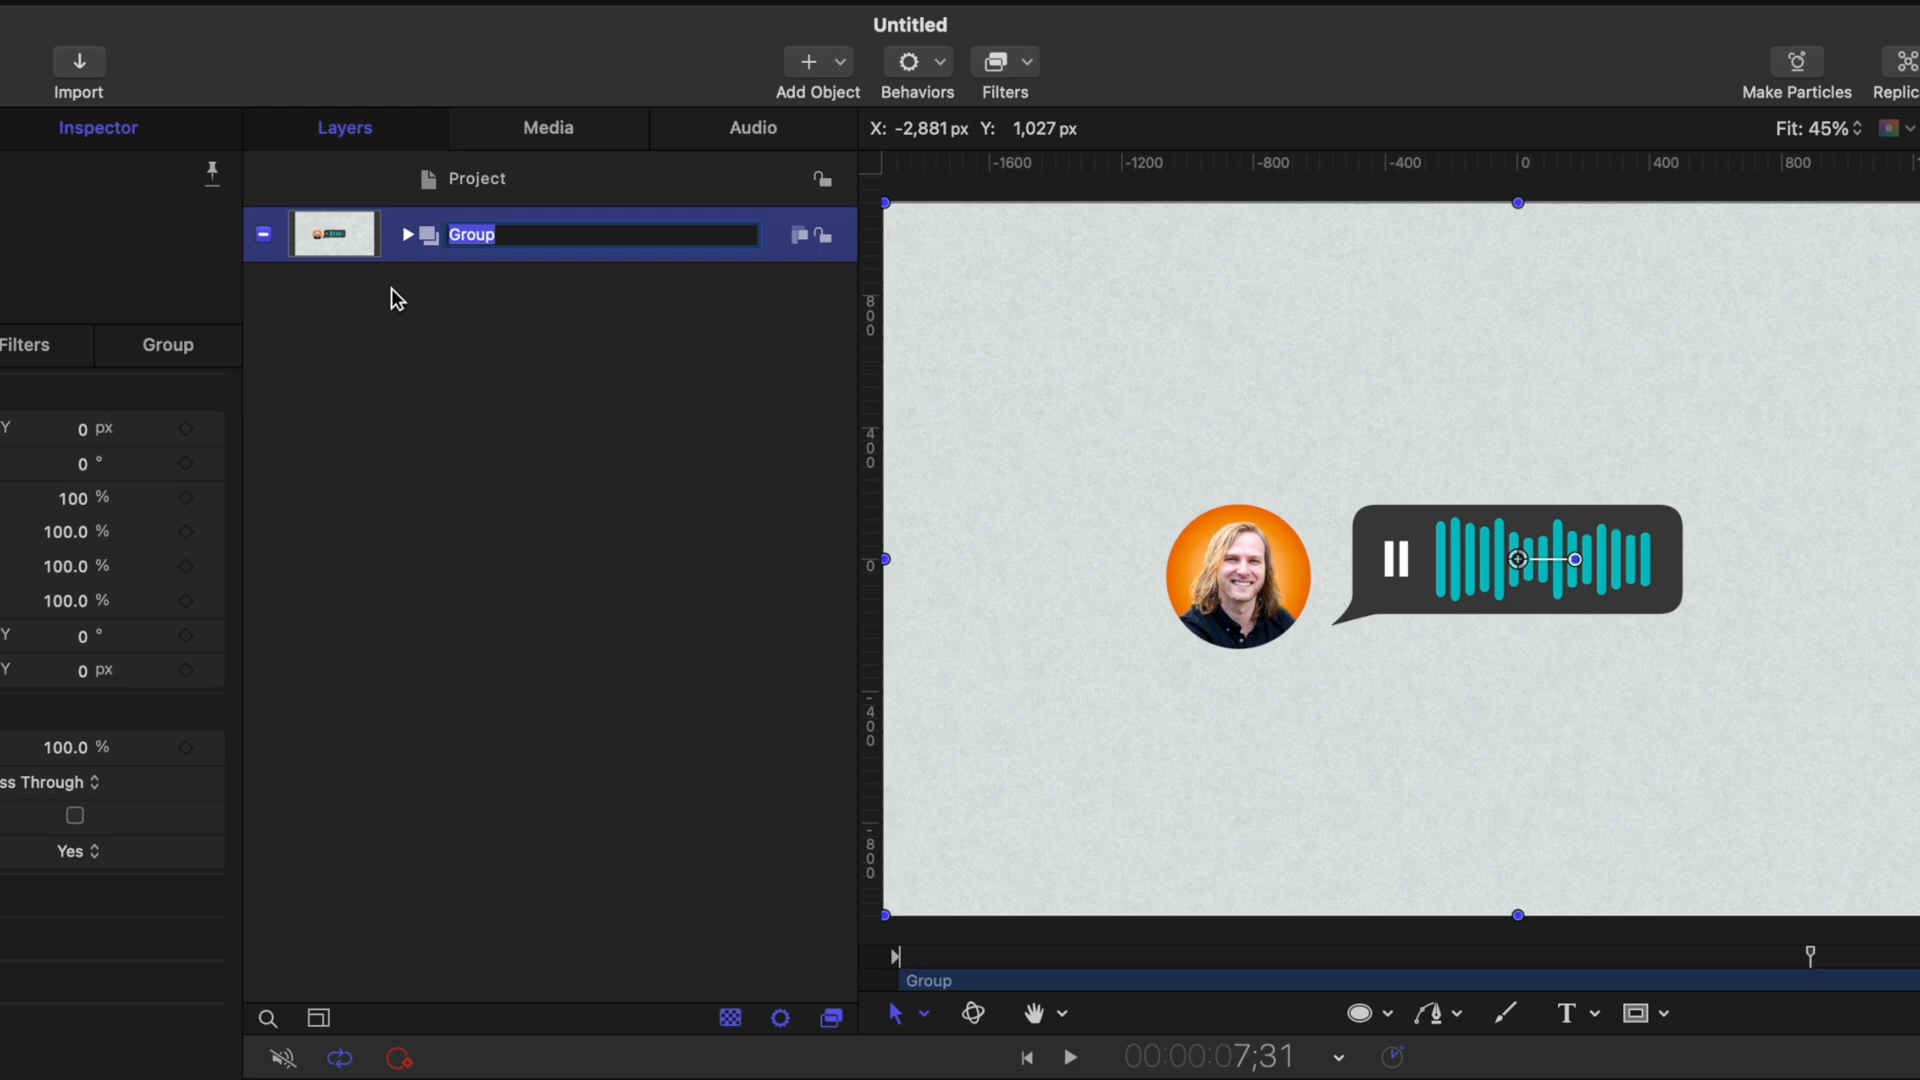 Untitled
Import
Add Object
Behaviors
Filters
Make Particles
Replic
Inspector
Layers
Media
Audio
X: -2,881 px Y: 1,027 px
Fit: 45%
-1600 -1200 -800 -400 0 400 800
Project
Group
800
400
0
-400
-800
Filters
Group
Y 0 px
0 °
100 %
100.0 %
100.0 %
100.0 %
Y 0 °
Y 0 px
100.0 %
ss Through
Yes
Group
T
00:00:07;31